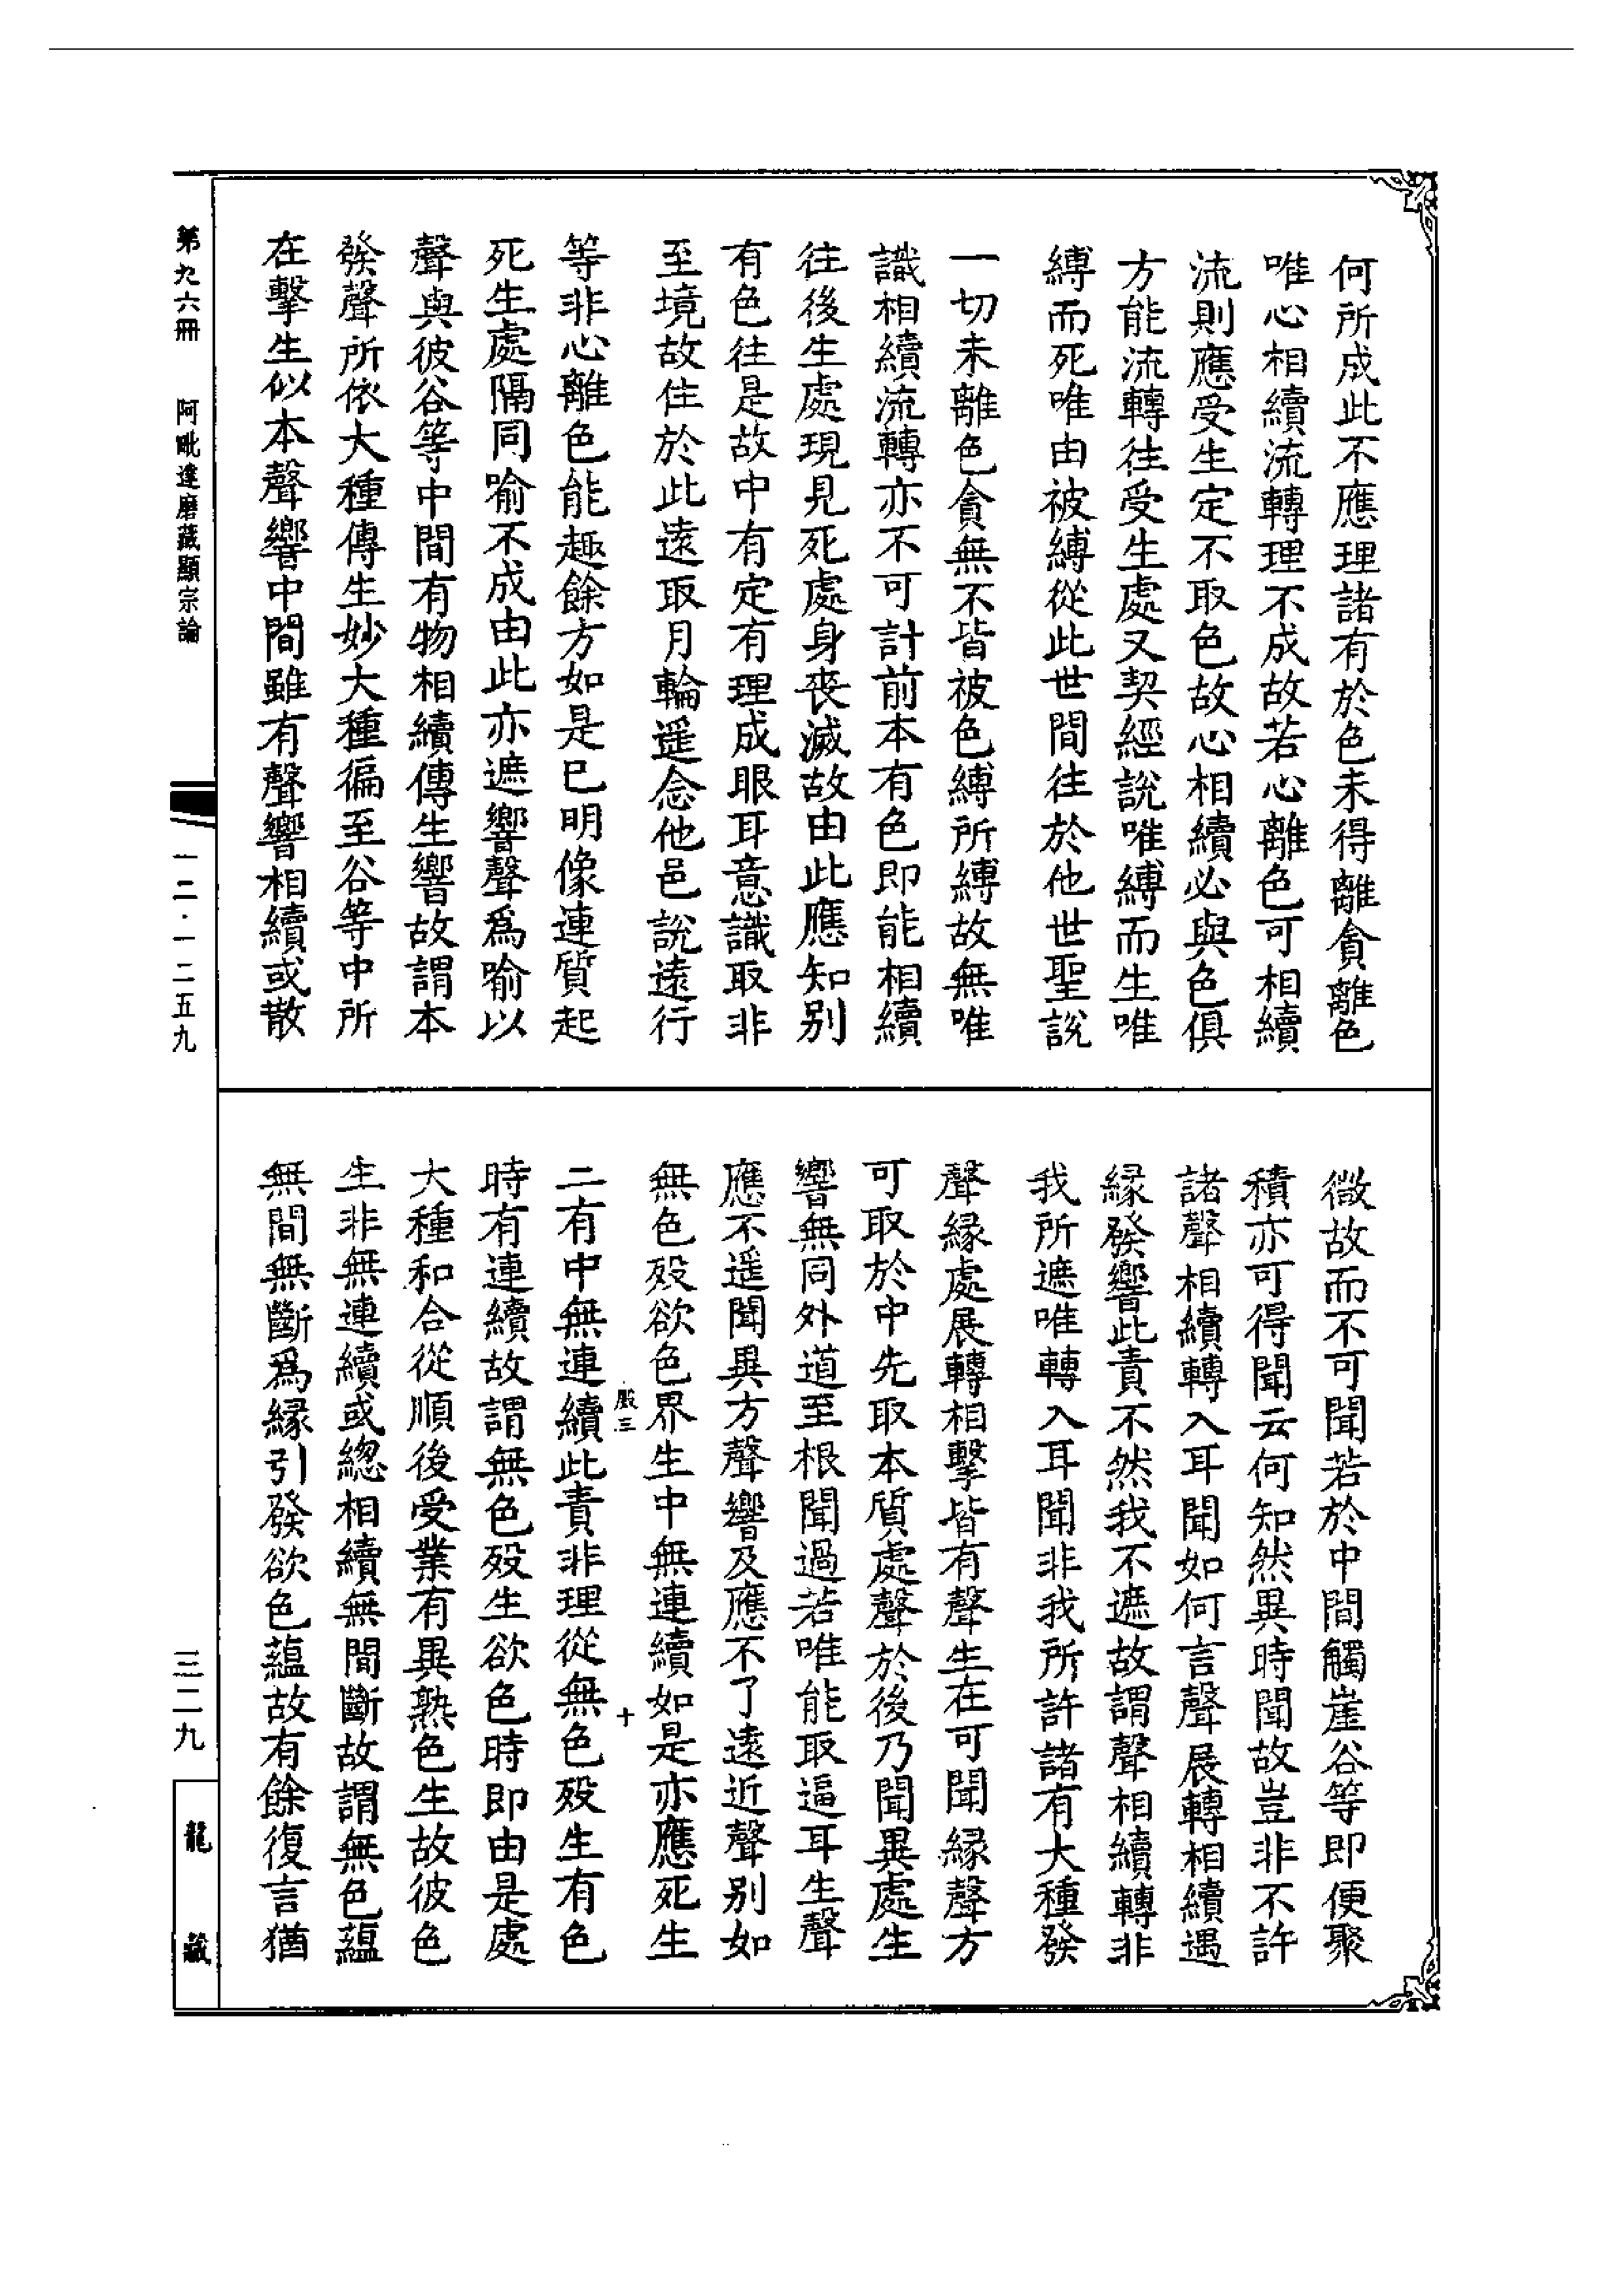 何所成此不應理諸有於色未得離貪離色
唯心相續流轉理不成故若心離色可相續
流則應受生定不取色故心相續必與色俱
方能流轉往受生處又契經說唯縛而生唯
縛而死唯由被縛從此世間往於他世聖說
一切未離色貪無不皆被色縛所縛故無唯
識相續流轉亦不可計前本有色即能相續
往後生處現見死處身喪滅故由此應知別
有色往是故中有定有理成眼耳意識取非
至境故住於此遠取月輪遥念他邑說遠行
等非心離色能趣餘方如是已明像連質起
死生處隔同喻不成由此亦遮響聲爲喻以
聲與彼谷等中間有物相續傳生響故謂本
發聲所依大種傳生妙大種徧至谷等中所
在擊生似本聲響中間雖有聲響相續或散
微故而不可聞若於中間觸崖谷等即便聚
積亦可得聞云何知然異時聞故豈非不許
諸聲相續轉入耳聞如何言聲展轉相續遇
緣發響此責不然我不遮故謂聲相續轉非
我所遮唯轉入耳聞非我所許諸有大種發
聲緣處展轉相擊皆有聲生在可聞緣聲方
可取於中先取本質處聲於後乃聞異處生
響無同外道至根聞過若唯能取逼耳生聲
應不遥聞異方聲響及應不了遠近聲别如
無色歿欲色界生中無連續如是亦應死生
嚴三 十
二有中無連續此責非理從無色歿生有色
時有連續故謂無色歿生欲色時即由是處
大種和合從順後受業有異熟色生故彼色
生非無連續或緫相續無間斷故謂無色蘊
無間無斷爲緣引發欲色蘊故有餘復言猶
第九六冊 阿毗達磨藏顯宗論
一二·一二五九
三二九
龍藏